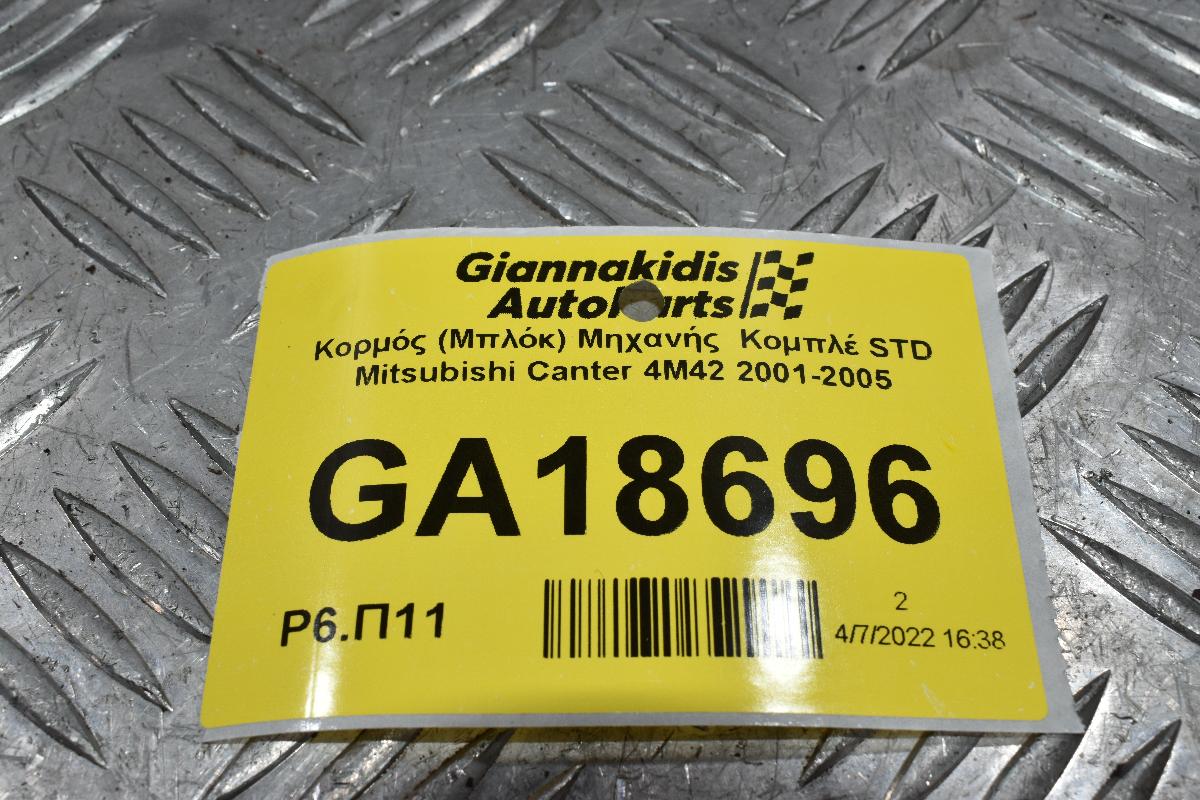 Giannakidis
AutoParts
Κορμός (Μπλόκ) Μηχανής Κομπλέ STD
Mitsubishi Canter 4M42 2001-2005
GA18696
Ρ6.Π11
2
4/7/2022 16:38